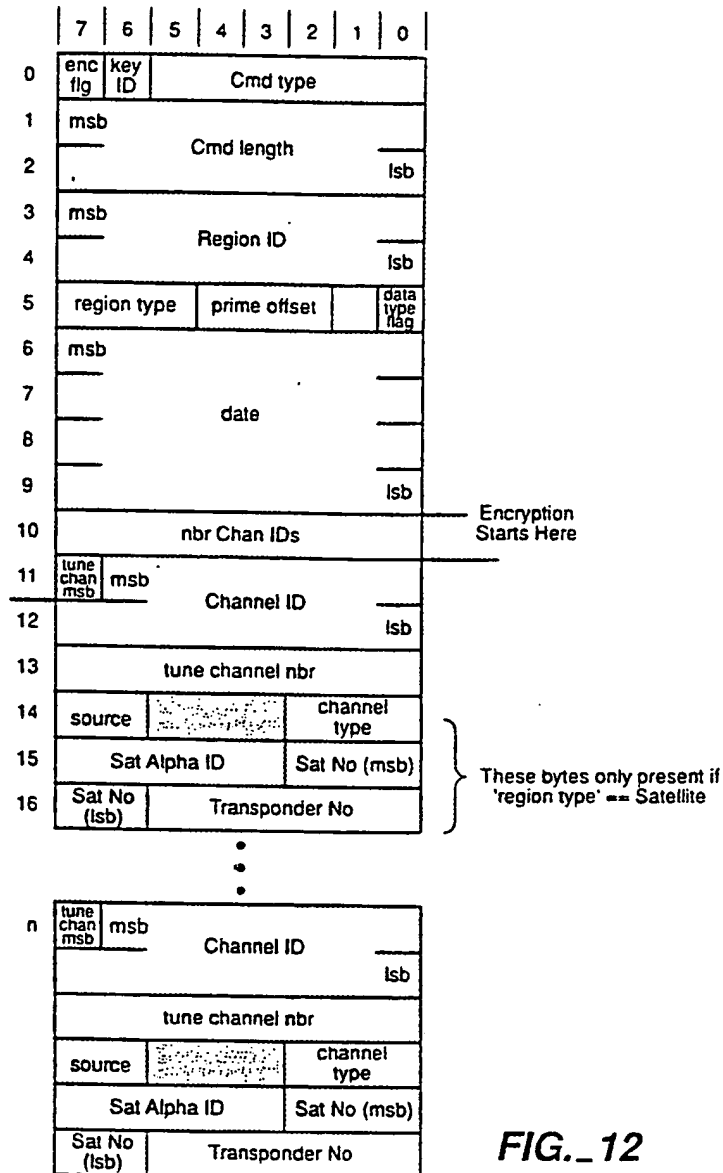 7 6 5 4 3 2 1 0
0 enc flg key ID Cmd type
1 msb
Cmd length
2 lsb
3 msb
Region ID
4 lsb
5 region type prime offset data type flag
6 msb
7
date
8
9 lsb
Encryption Starts Here
10 nbr Chan IDs
11 tune chan msb msb
Channel ID
12 lsb
13 tune channel nbr
14 source channel type
15 Sat Alpha ID Sat No (msb)
These bytes only present if 'region type' == Satellite
16 Sat No (lsb) Transponder No
n tune chan msb msb
Channel ID
lsb
tune channel nbr
source channel type
Sat Alpha ID Sat No (msb)
Sat No (lsb) Transponder No
FIG._12